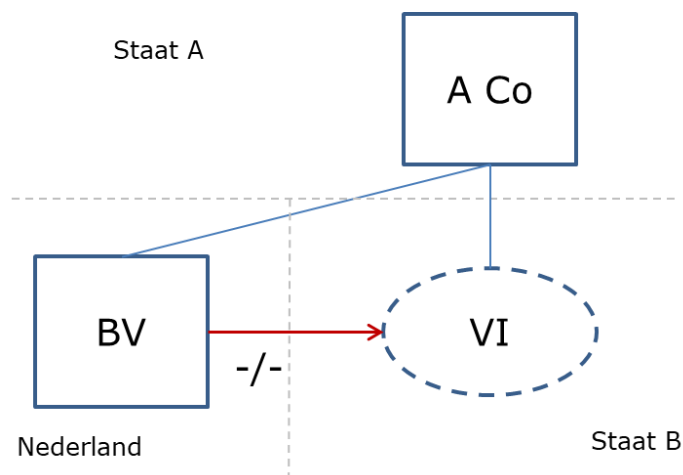 Staat A
A Co
BV
VI
-/-
Nederland
Staat B